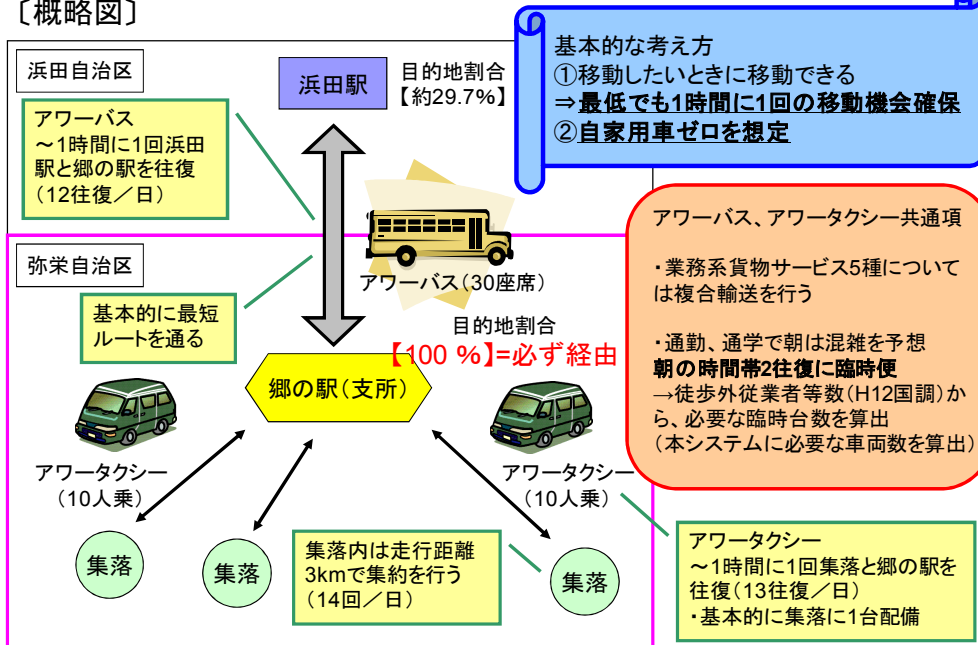 〔概略図〕
基本的な考え方
①移動したいときに移動できる
⇒最低でも1時間に1回の移動機会確保
②自家用車ゼロを想定
浜田自治区
浜田駅
目的地割合
【約29.7%】
アワーバス
～1時間に1回浜田
駅と郷の駅を往復
(12往復／日)
アワーバス(30座席)
弥栄自治区
基本的に最短
ルートを通る
目的地割合
【100 %】=必ず経由
郷の駅(支所)
アワータクシー
(10人乗)
アワータクシー
(10人乗)
集落
集落
集落
集落内は走行距離
3kmで集約を行う
(14回／日)
アワーバス、アワータクシー共通項
・業務系貨物サービス5種について
は複合輸送を行う
・通勤、通学で朝は混雑を予想
朝の時間帯2往復に臨時便
→徒歩外従業者等数(H12国調)か
ら、必要な臨時台数を算出
(本システムに必要な車両数を算出)
アワータクシー
～1時間に1回集落と郷の駅を
往復(13往復／日)
・基本的に集落に1台配備